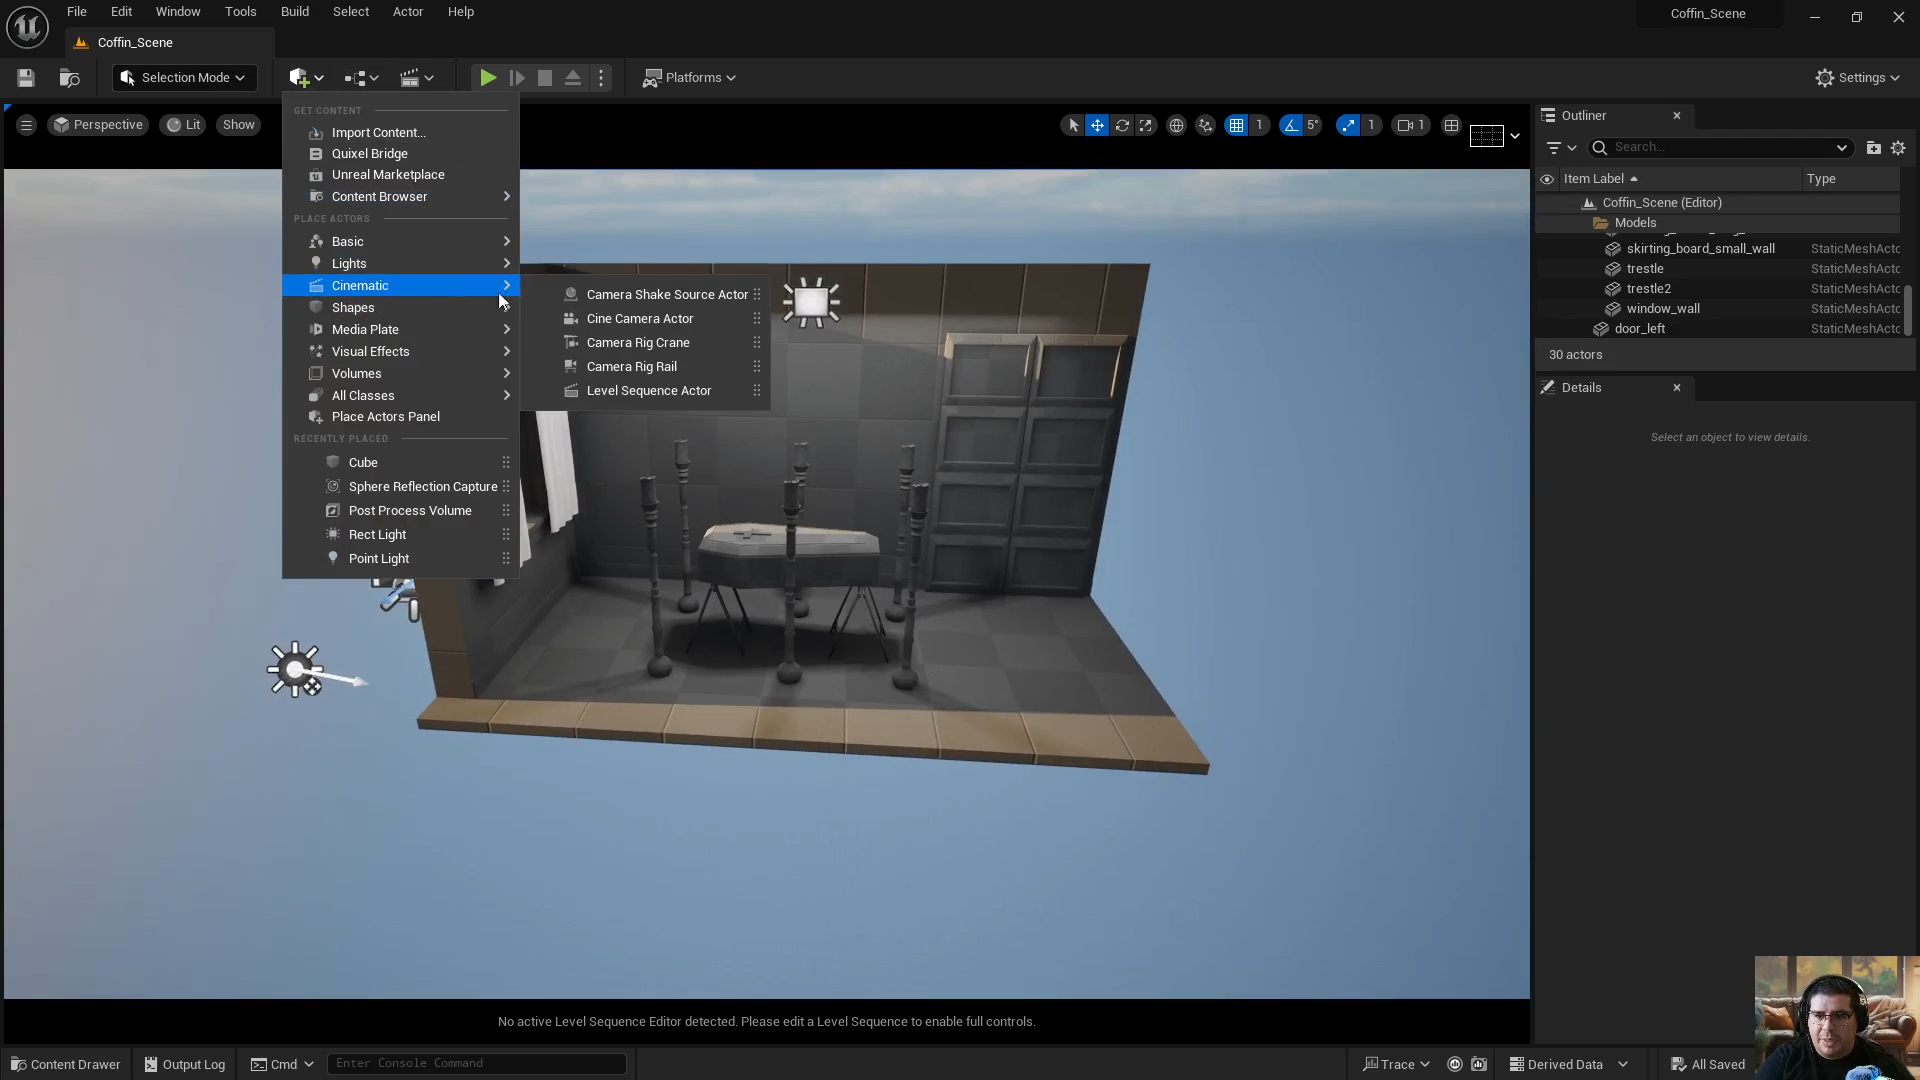 File Edit Window Tools Build Select Actor Help
Coffin_Scene
Coffin_Scene
Selection Mode
Platforms
Settings
Perspective
Lit
Show
1
5°
1
1
GET CONTENT
Import Content...
Quixel Bridge
Unreal Marketplace
Content Browser
PLACE ACTORS
Basic
Lights
Cinematic
Shapes
Media Plate
Visual Effects
Volumes
All Classes
Place Actors Panel
RECENTLY PLACED
Cube
Sphere Reflection Capture
Post Process Volume
Rect Light
Point Light
Camera Shake Source Actor
Cine Camera Actor
Camera Rig Crane
Camera Rig Rail
Level Sequence Actor
Outliner
Search...
Item Label Type
Coffin_Scene (Editor)
Models
skirting_board_small_wall StaticMeshActo
trestle StaticMeshActo
trestle2 StaticMeshActo
window_wall StaticMeshActo
door_left StaticMeshActo
30 actors
Details
Select an object to view details.
No active Level Sequence Editor detected. Please edit a Level Sequence to enable full controls.
Content Drawer
Output Log
Cmd
Enter Console Command
Trace
Derived Data
All Saved